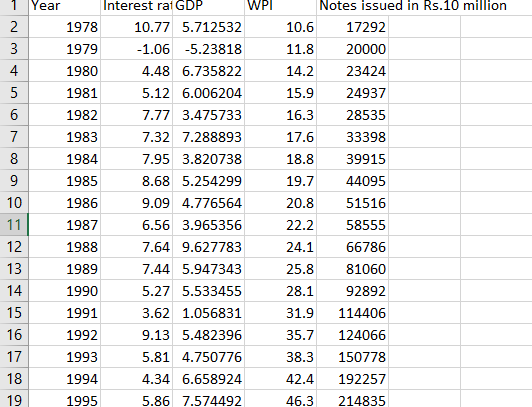 1 Year Interest rat GDP WPI Notes issued in Rs.10 million
2 1978 10.77 5.712532 10.6 17292
3 1979 -1.06 -5.23818 11.8 20000
4 1980 4.48 6.735822 14.2 23424
5 1981 5.12 6.006204 15.9 24937
6 1982 7.77 3.475733 16.3 28535
7 1983 7.32 7.288893 17.6 33398
8 1984 7.95 3.820738 18.8 39915
9 1985 8.68 5.254299 19.7 44095
10 1986 9.09 4.776564 20.8 51516
11 1987 6.56 3.965356 22.2 58555
12 1988 7.64 9.627783 24.1 66786
13 1989 7.44 5.947343 25.8 81060
14 1990 5.27 5.533455 28.1 92892
15 1991 3.62 1.056831 31.9 114406
16 1992 9.13 5.482396 35.7 124066
17 1993 5.81 4.750776 38.3 150778
18 1994 4.34 6.658924 42.4 192257
19 1995 5.86 7.574492 46.3 214835